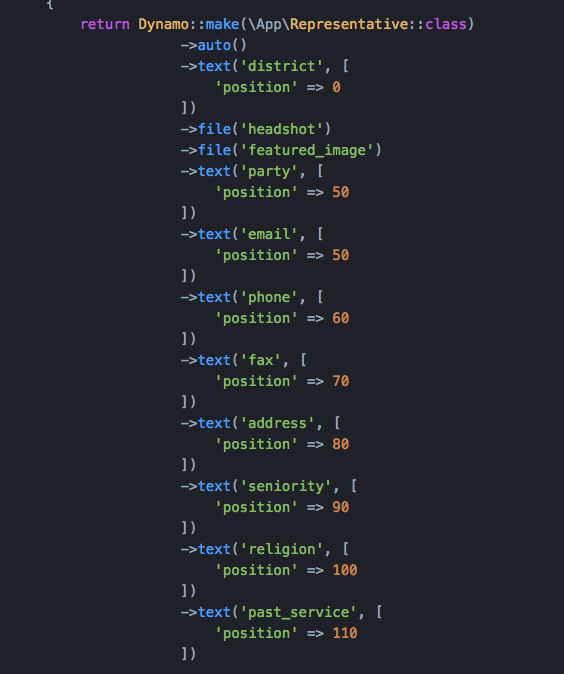 {
return Dynamo::make(\App\Representative::class)
->auto()
->text('district', [
'position' => 0
])
->file('headshot')
->file('featured_image')
->text('party', [
'position' => 50
])
->text('email', [
'position' => 50
])
->text('phone', [
'position' => 60
])
->text('fax', [
'position' => 70
])
->text('address', [
'position' => 80
])
->text('seniority', [
'position' => 90
])
->text('religion', [
'position' => 100
])
->text('past_service', [
'position' => 110
])